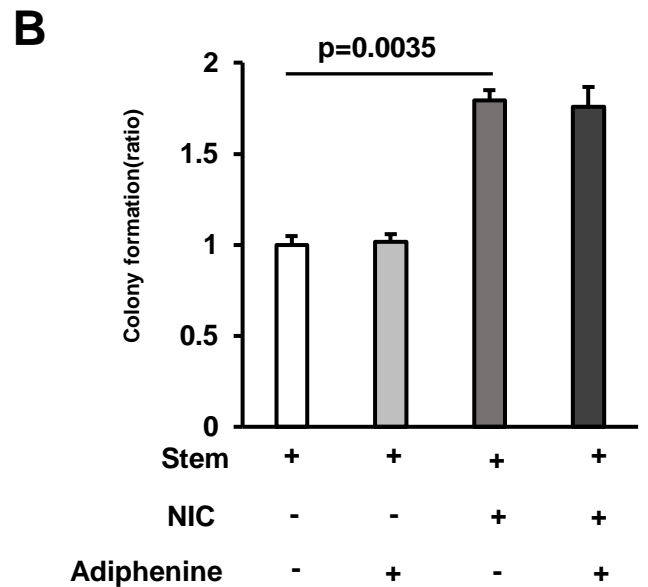 B
p=0.0035
Colony formation(ratio)
2
1.5
1
0.5
0
Stem + + + +
NIC - - + +
Adiphenine - + - +